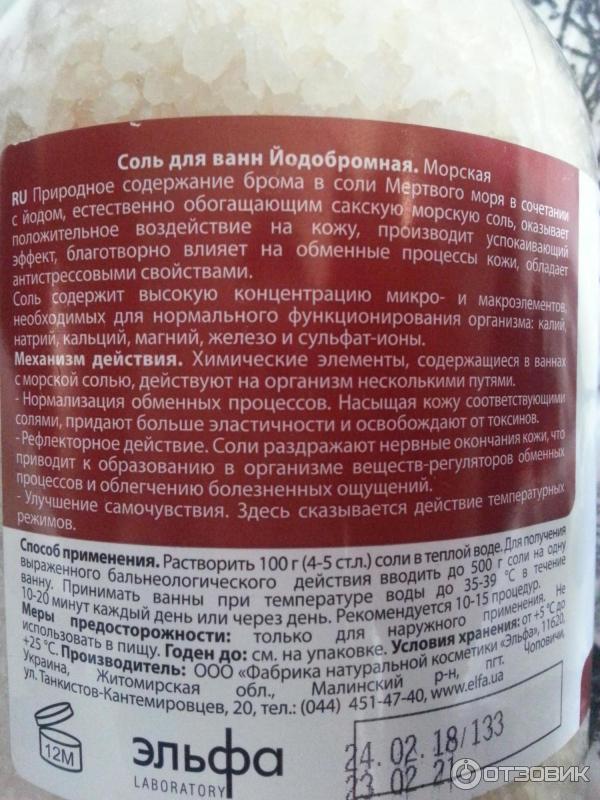 Соль для ванн Йодобромная. Морская
RU Природное содержание брома в соли Мертвого моря в сочетании
с йодом, естественно обогащающим сакскую морскую соль, оказывает
положительное воздействие на кожу, производит успокаивающий
эффект, благотворно влияет на обменные процессы кожи, обладает
антистрессовыми свойствами.
Соль содержит высокую концентрацию микро- и макроэлементов,
необходимых для нормального функционирования организма: калий,
натрий, кальций, магний, железо и сульфат-ионы.
Механизм действия. Химические элементы, содержащиеся в ваннах
с морской солью, действуют на организм несколькими путями.
- Нормализация обменных процессов. Насыщая кожу соответствующими
солями, придают больше эластичности и освобождают от токсинов.
- Рефлекторное действие. Соли раздражают нервные окончания кожи, что
приводит к образованию в организме веществ-регуляторов обменных
процессов и облегчению болезненных ощущений.
- Улучшение самочувствия. Здесь сказывается действие температурных
режимов.
Способ применения. Растворить 100 г (4-5 ст.л.) соли в теплой воде. Для получения
выраженного бальнеологического действия вводить до 500 г соли на одну
ванну. Принимать ванны при температуре воды до 35-39 °С в течение
10-20 минут каждый день или через день. Рекомендуется 10-15 процедур.
Меры предосторожности: только для наружного применения. Не
использовать в пищу. Годен до: см. на упаковке. Условия хранения: от +5 °С до
+25 °С. Производитель: ООО «Фабрика натуральной косметики «Эльфа», 11620,
Украина, Житомирская обл., Малинский р-н, пгт. Чоповичи,
ул. Танкистов-Кантемировцев, 20, тел.: (044) 451-47-40, www.elfa.ua
12M
эльфа
LABORATORY
24.02.18/133
23 02 21
ОТЗОВИК